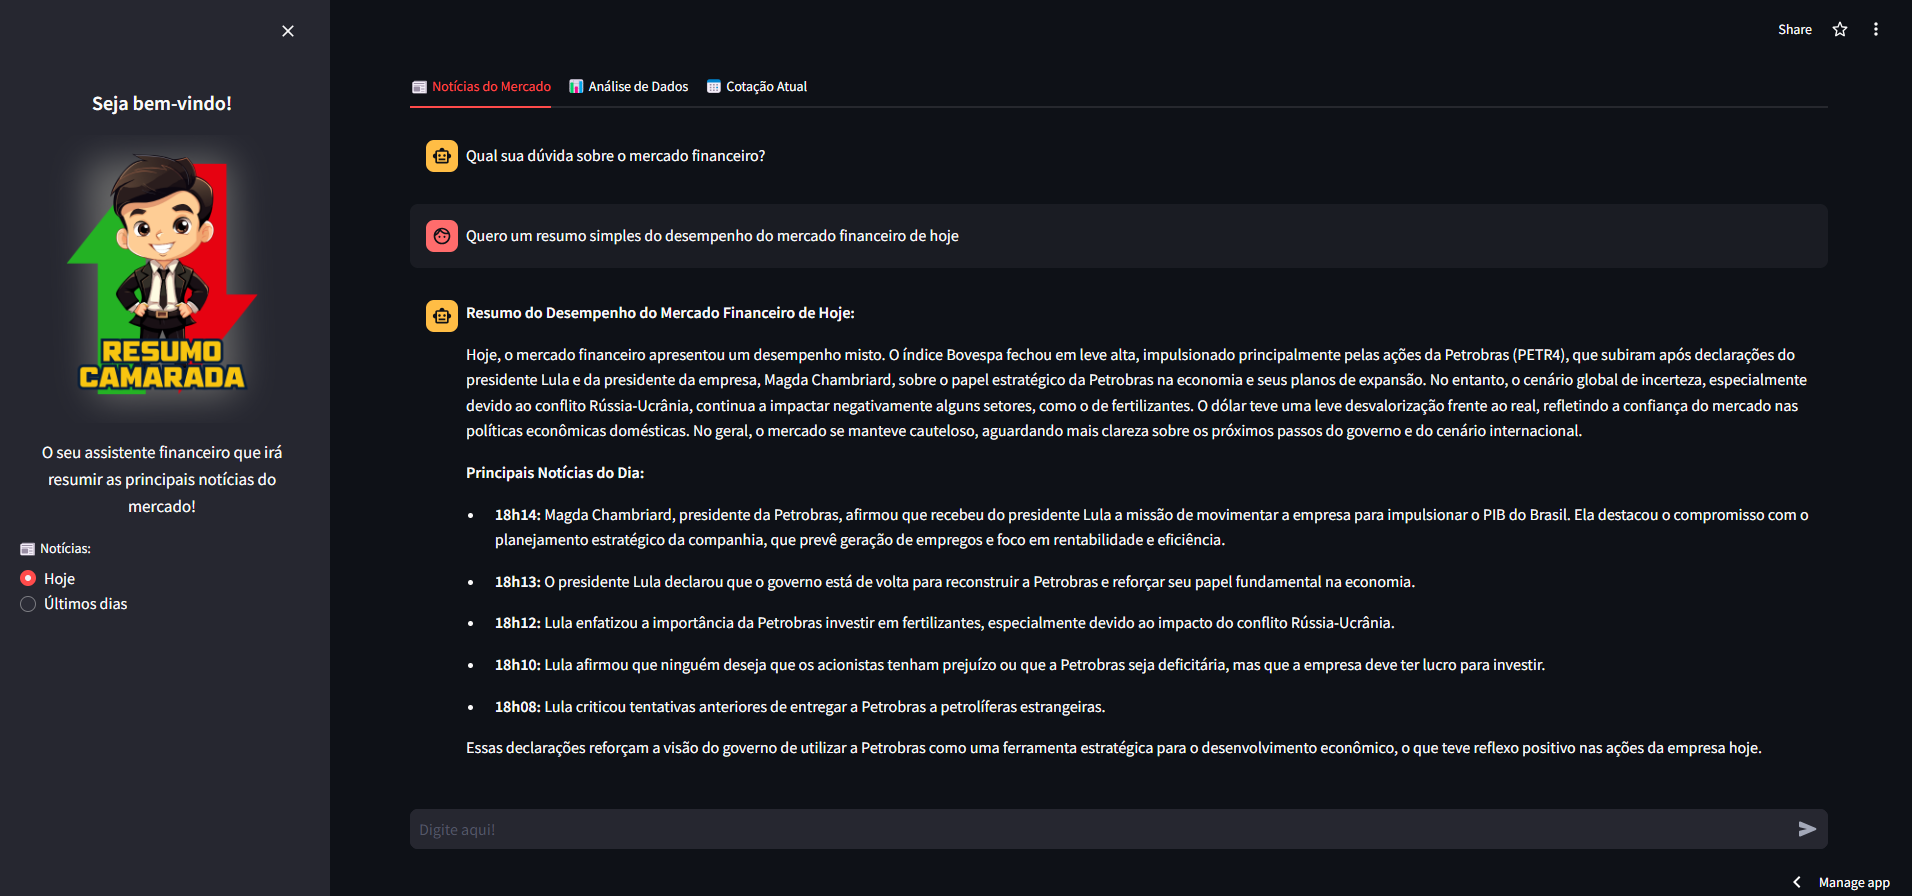 Share
Seja bem-vindo!
RESUMO
CAMARADA
O seu assistente financeiro que irá
resumir as principais notícias do
mercado!
Notícias:
Hoje
Últimos dias
Notícias do Mercado
Análise de Dados
Cotação Atual
Qual sua dúvida sobre o mercado financeiro?
Quero um resumo simples do desempenho do mercado financeiro de hoje
Resumo do Desempenho do Mercado Financeiro de Hoje:
Hoje, o mercado financeiro apresentou um desempenho misto. O índice Bovespa fechou em leve alta, impulsionado principalmente pelas ações da Petrobras (PETR4), que subiram após declarações do
presidente Lula e da presidente da empresa, Magda Chambriard, sobre o papel estratégico da Petrobras na economia e seus planos de expansão. No entanto, o cenário global de incerteza, especialmente
devido ao conflito Rússia-Ucrânia, continua a impactar negativamente alguns setores, como o de fertilizantes. O dólar teve uma leve desvalorização frente ao real, refletindo a confiança do mercado nas
políticas econômicas domésticas. No geral, o mercado se manteve cauteloso, aguardando mais clareza sobre os próximos passos do governo e do cenário internacional.
Principais Notícias do Dia:
• 18h14: Magda Chambriard, presidente da Petrobras, afirmou que recebeu do presidente Lula a missão de movimentar a empresa para impulsionar o PIB do Brasil. Ela destacou o compromisso com o
planejamento estratégico da companhia, que prevê geração de empregos e foco em rentabilidade e eficiência.
• 18h13: O presidente Lula declarou que o governo está de volta para reconstruir a Petrobras e reforçar seu papel fundamental na economia.
• 18h12: Lula enfatizou a importância da Petrobras investir em fertilizantes, especialmente devido ao impacto do conflito Rússia-Ucrânia.
• 18h10: Lula afirmou que ninguém deseja que os acionistas tenham prejuízo ou que a Petrobras seja deficitária, mas que a empresa deve ter lucro para investir.
• 18h08: Lula criticou tentativas anteriores de entregar a Petrobras a petrolíferas estrangeiras.
Essas declarações reforçam a visão do governo de utilizar a Petrobras como uma ferramenta estratégica para o desenvolvimento econômico, o que teve reflexo positivo nas ações da empresa hoje.
Digite aqui!
Manage app